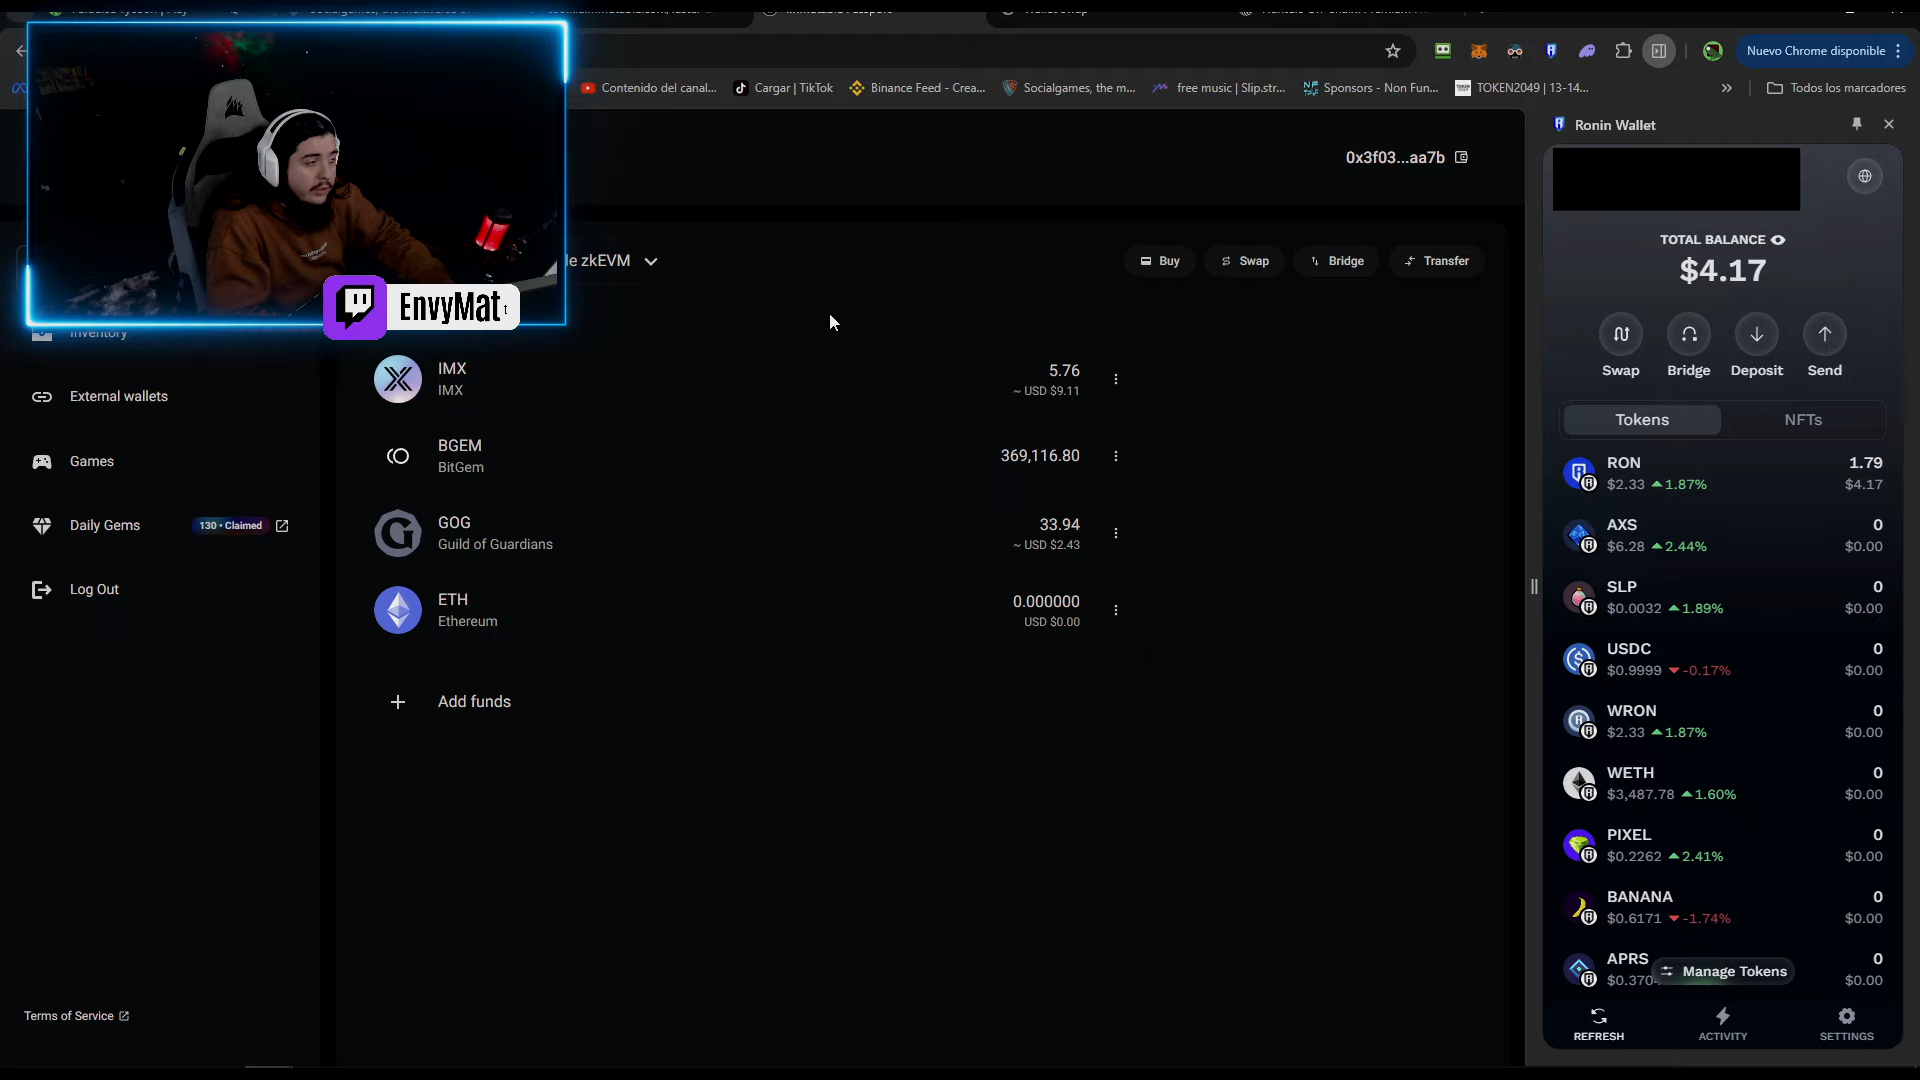 Nuevo Chrome disponible
Contenido del canal...
Cargar | TikTok
Binance Feed - Crea...
Socialgames, the m...
free music | Slip.str...
Sponsors - Non Fun...
TOKEN2049 | 13-14...
Todos los marcadores
EnvyMat
Inventory
External wallets
Games
Daily Gems
130 • Claimed
Log Out
Terms of Service
0x3f03...aa7b
le zkEVM
Buy
Swap
Bridge
Transfer
IMX
IMX
5.76
~ USD $9.11
BGEM
BitGem
369,116.80
GOG
Guild of Guardians
33.94
~ USD $2.43
ETH
Ethereum
0.000000
USD $0.00
Add funds
Ronin Wallet
TOTAL BALANCE
$4.17
Swap
Bridge
Deposit
Send
Tokens
NFTs
RON
1.79
$2.33 1.87%
$4.17
AXS
0
$6.28 2.44%
$0.00
SLP
0
$0.0032 1.89%
$0.00
USDC
0
$0.9999 -0.17%
$0.00
WRON
0
$2.33 1.87%
$0.00
WETH
0
$3,487.78 1.60%
$0.00
PIXEL
0
$0.2262 2.41%
$0.00
BANANA
0
$0.6171 -1.74%
$0.00
APRS
0
Manage Tokens
$0.00
REFRESH
ACTIVITY
SETTINGS